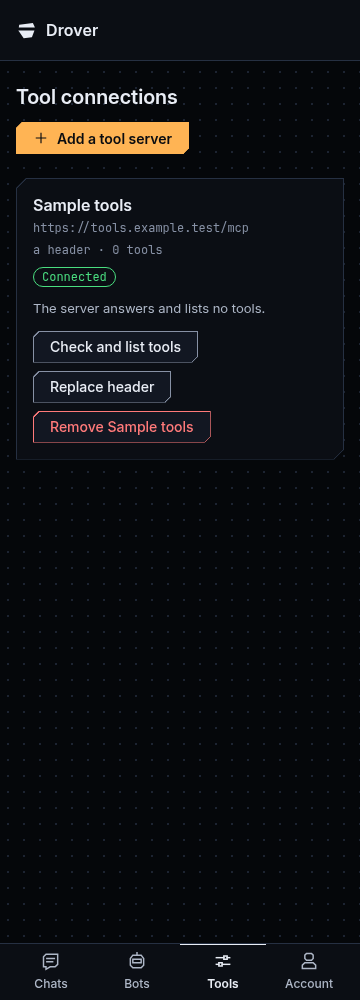 Drover
Tool connections
Add a tool server
Sample tools
https://tools.example.test/mcp
a header · 0 tools
Connected
The server answers and lists no tools.
Check and list tools
Replace header
Remove Sample tools
Chats
Bots
Tools
Account